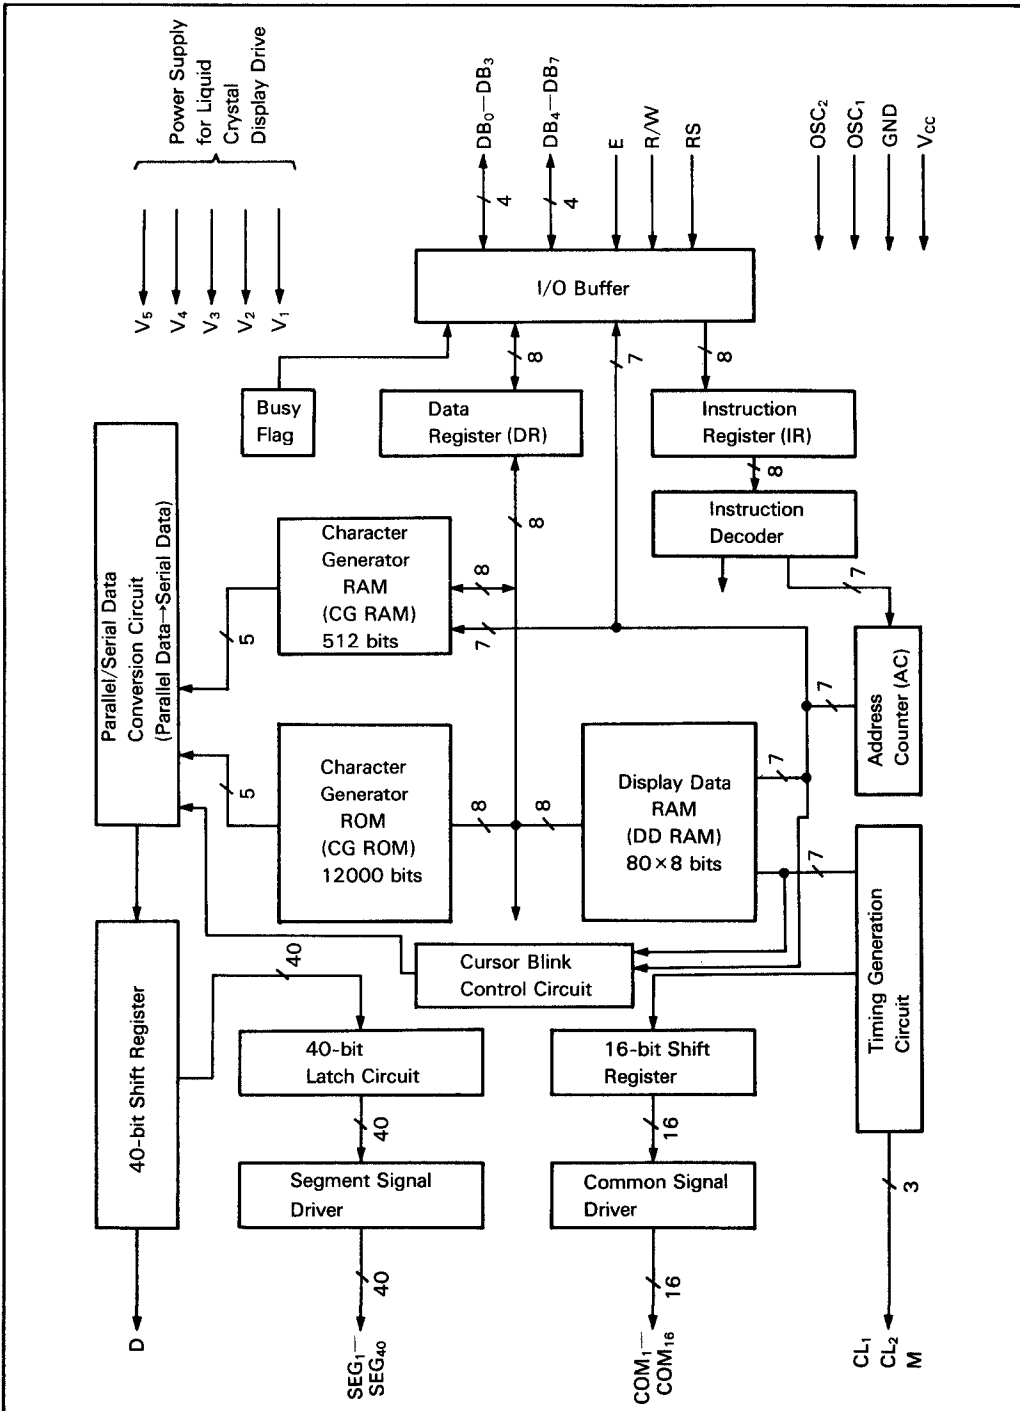 Power Supply
for Liquid
Crystal
Display Drive
V5
V4
V3
V2
V1
DB0—DB3
DB4—DB7
E
R/W
RS
OSC2
OSC1
GND
VCC
4
4
I/O Buffer
8
7
8
Busy
Flag
Data
Register (DR)
Instruction
Register (IR)
8
Instruction
Decoder
7
8
Parallel/Serial Data
Conversion Circuit
(Parallel Data→Serial Data)
Character
Generator
RAM
(CG RAM)
512 bits
5
8
7
Address
Counter (AC)
7
Character
Generator
ROM
(CG ROM)
12000 bits
5
8
8
Display Data
RAM
(DD RAM)
80×8 bits
7
7
Timing Generation
Circuit
Cursor Blink
Control Circuit
40-bit Shift Register
40
40-bit
Latch Circuit
16-bit Shift
Register
40
16
Segment Signal
Driver
Common Signal
Driver
3
40
16
D
SEG1—
SEG40
COM1—
COM16
CL1
CL2
M